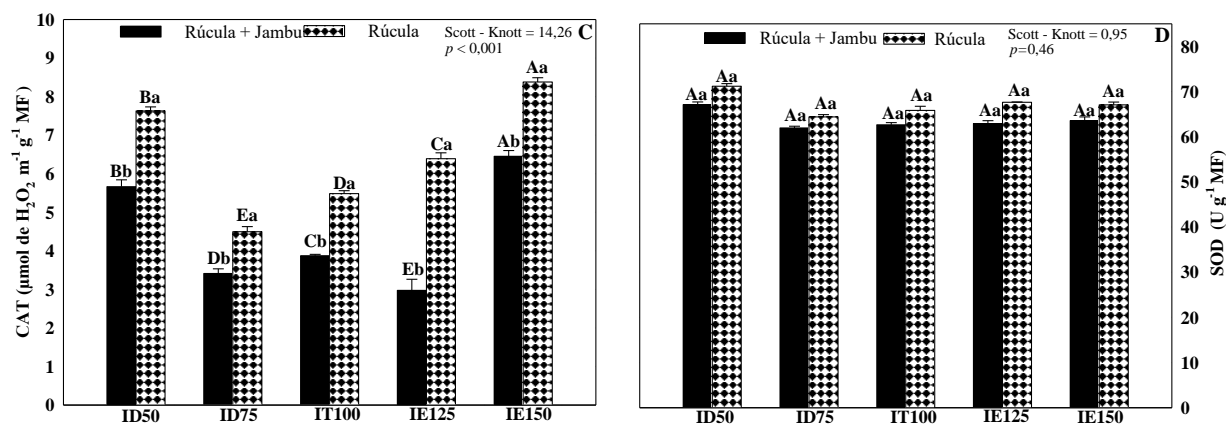 Rúcula + Jambu Rúcula Scott - Knott = 14,26 C
p < 0,001
CAT (µmol de H₂O₂ m⁻¹ g⁻¹ MF)
10
9
8
7
6
5
4
3
2
1
0
Bb Ba
Db Ea
Cb Da
Eb Ca
Ab Aa
ID50 ID75 IT100 IE125 IE150
Rúcula + Jambu Rúcula Scott - Knott = 0,95 D
p=0,46
Aa Aa
Aa Aa
Aa Aa
Aa Aa
Aa Aa
80
70
60
50
40
30
20
10
0
SOD (U g⁻¹ MF)
ID50 ID75 IT100 IE125 IE150